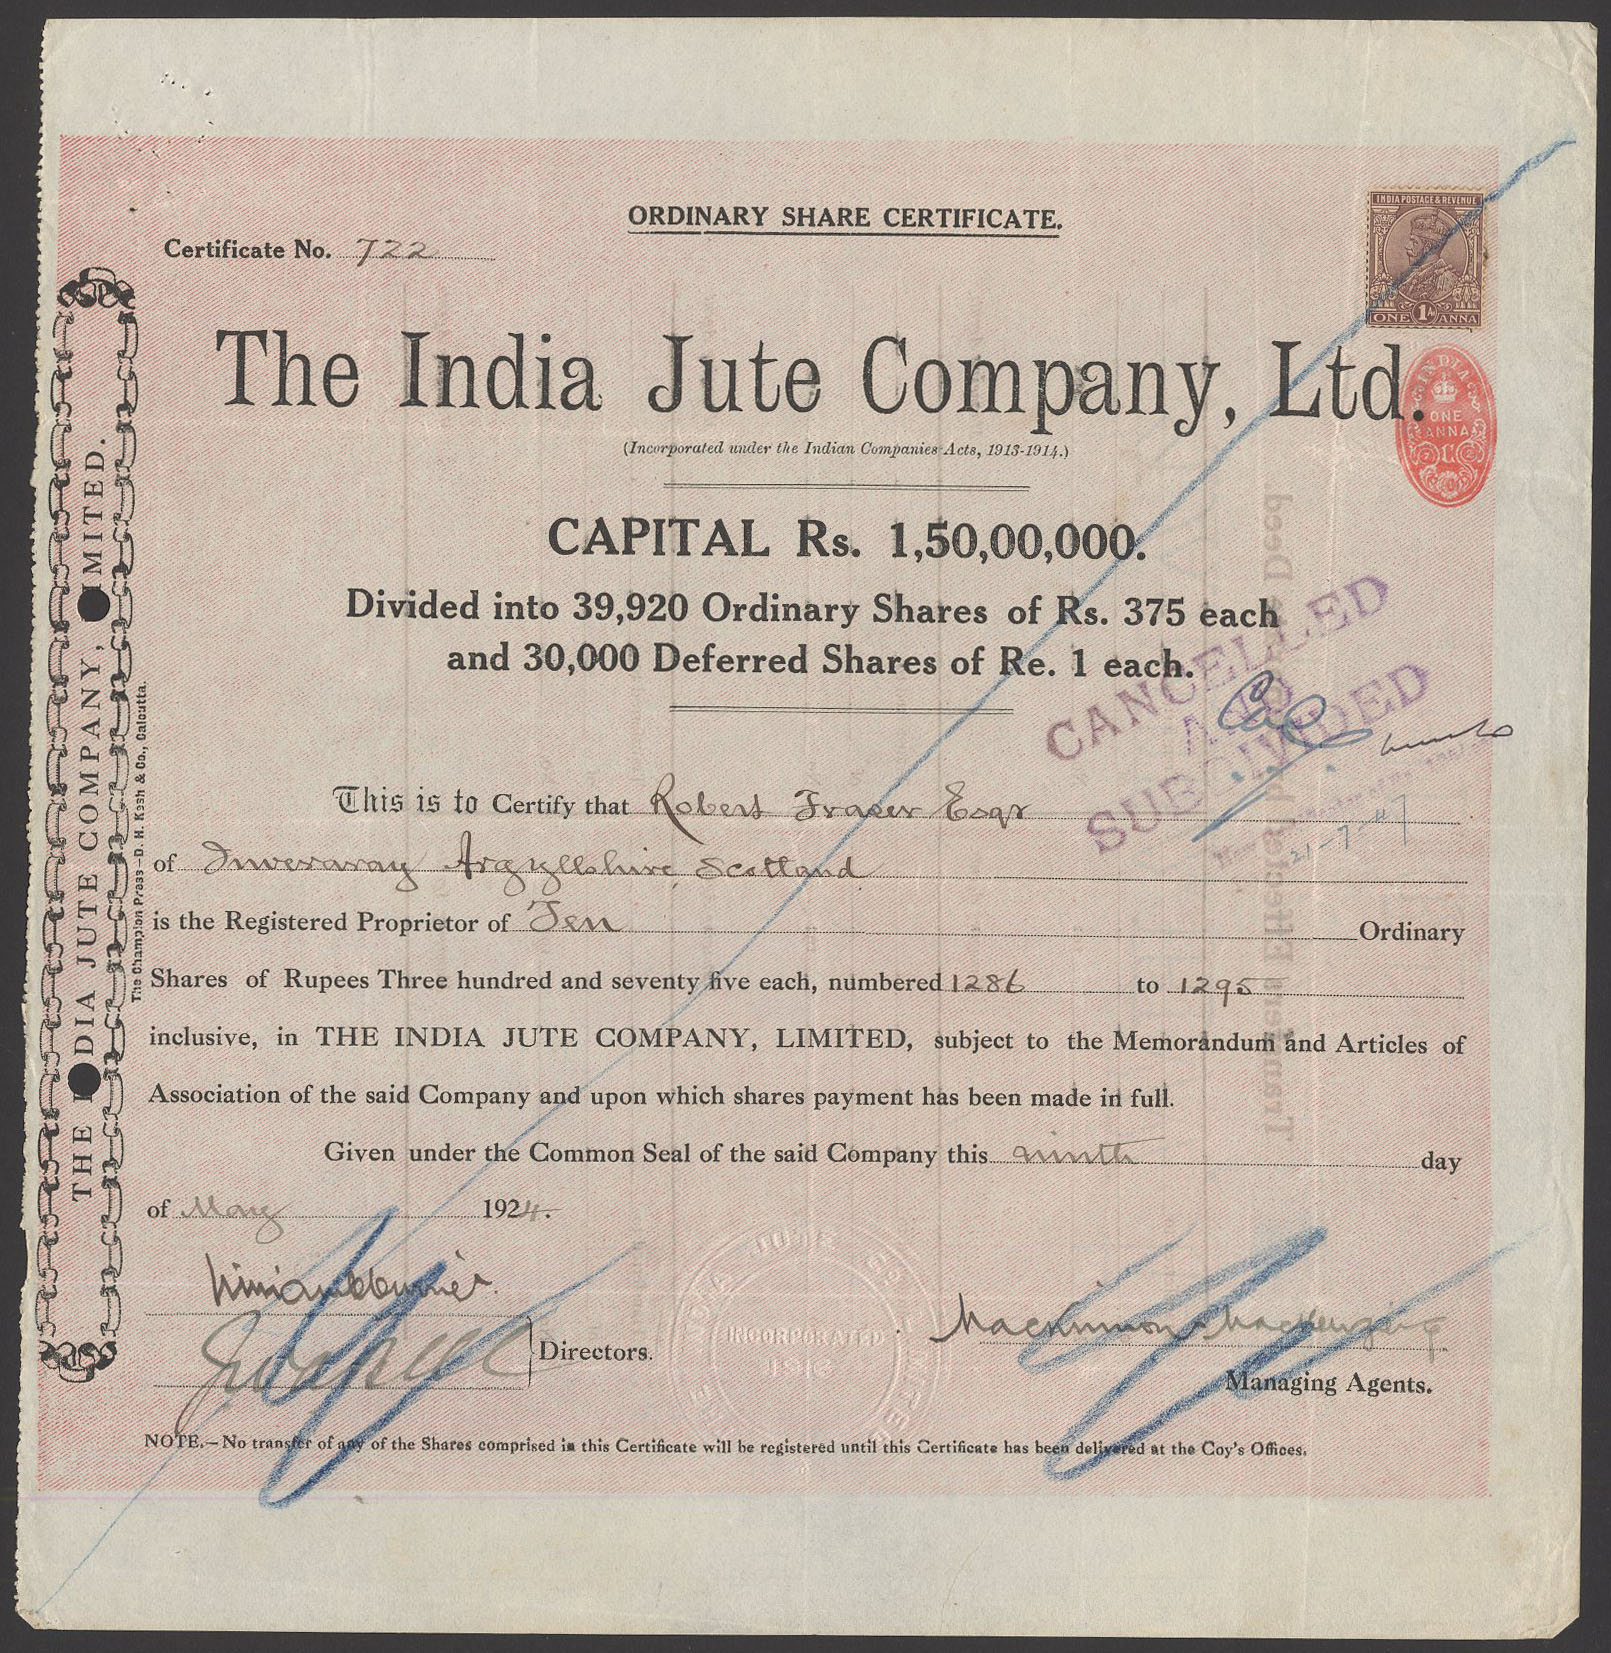 ORDINARY SHARE CERTIFICATE.
Certificate No. 722
INDIA POSTAGE & REVENUE
ONE 1A ANNA
The India Jute Company, Ltd.
INDIA
ONE
ANNA
(Incorporated under the Indian Companies Acts, 1913-1914.)
CAPITAL Rs. 1,50,00,000.
Divided into 39,920 Ordinary Shares of Rs. 375 each
and 30,000 Deferred Shares of Re. 1 each.
CANCELLED
AND
SUBDIVIDED
21-7-47
This is to Certify that Robert Fraser Esqr
of Inveraray Argyllshire, Scotland
is the Registered Proprietor of Ten Ordinary
Shares of Rupees Three hundred and seventy five each, numbered 1286 to 1295
inclusive, in THE INDIA JUTE COMPANY, LIMITED, subject to the Memorandum and Articles of
Association of the said Company and upon which shares payment has been made in full.
Given under the Common Seal of the said Company this ninth day
of May 1924.
INCORPORATED
1916
Directors.
Mackinnon Mackenzie
Managing Agents.
NOTE.—No transfer of any of the Shares comprised in this Certificate will be registered until this Certificate has been delivered at the Coy's Offices.
THE INDIA JUTE COMPANY, LIMITED.
The Champion Press—D. H. Kash & Co., Calcutta.
Transfer Deed